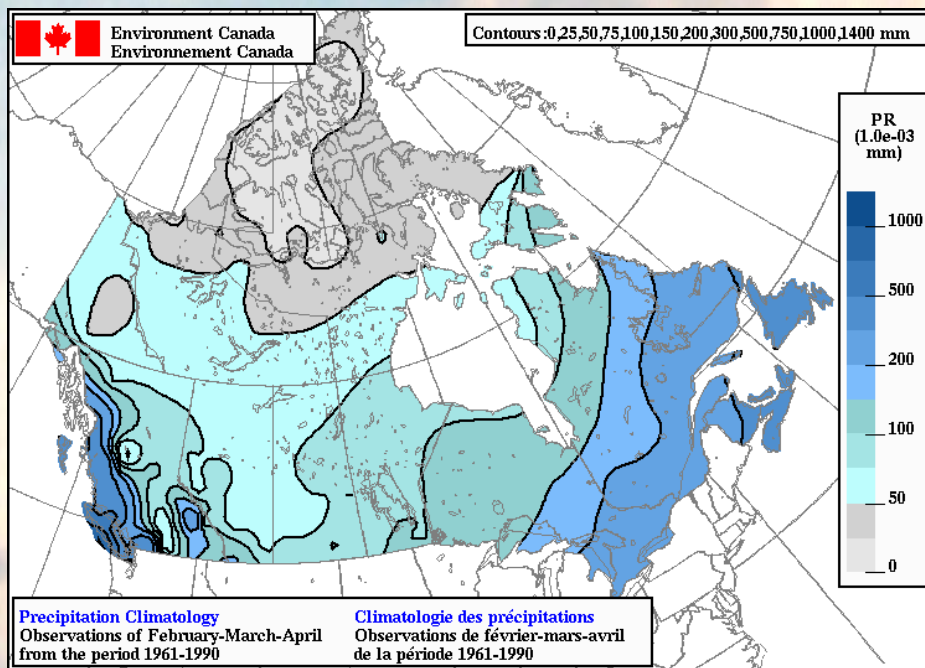 Environment Canada
Environnement Canada
Contours :0,25,50,75,100,150,200,300,500,750,1000,1400 mm
PR
(1.0e-03
mm)
1000
500
200
100
50
0
Precipitation Climatology
Observations of February-March-April
from the period 1961-1990
Climatologie des précipitations
Observations de février-mars-avril
de la période 1961-1990